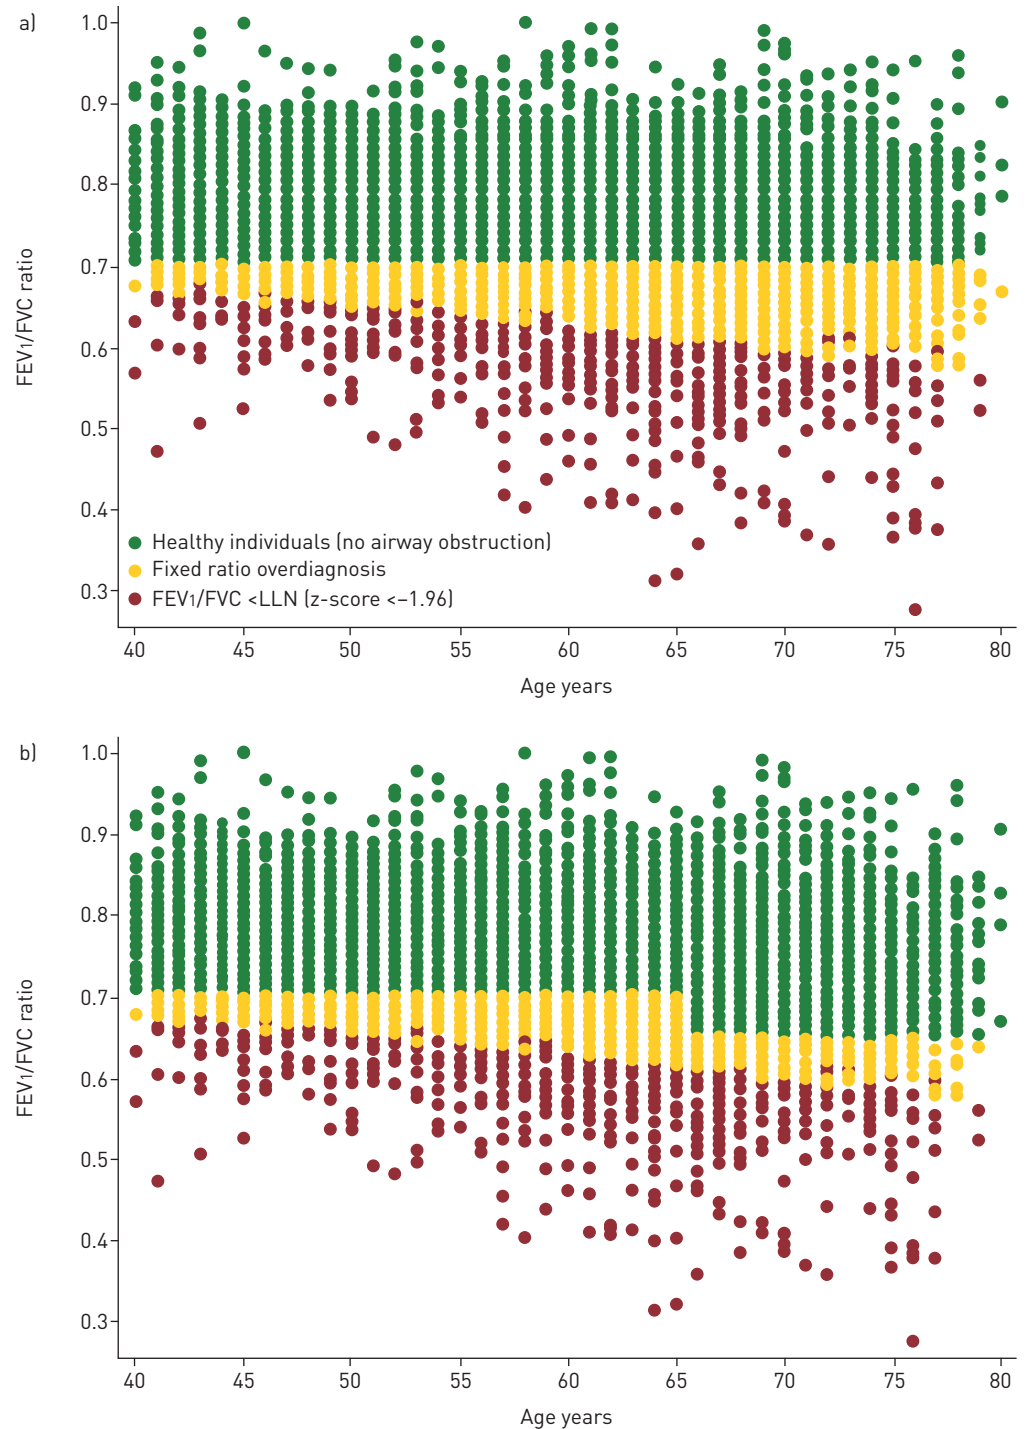 a)
1.0
0.9
0.8
0.7
0.6
0.5
0.4
0.3
FEV1/FVC ratio
Healthy individuals (no airway obstruction)
Fixed ratio overdiagnosis
FEV1/FVC <LLN (z-score <–1.96)
40 45 50 55 60 65 70 75 80
Age years
b)
1.0
0.9
0.8
0.7
0.6
0.5
0.4
0.3
FEV1/FVC ratio
40 45 50 55 60 65 70 75 80
Age years